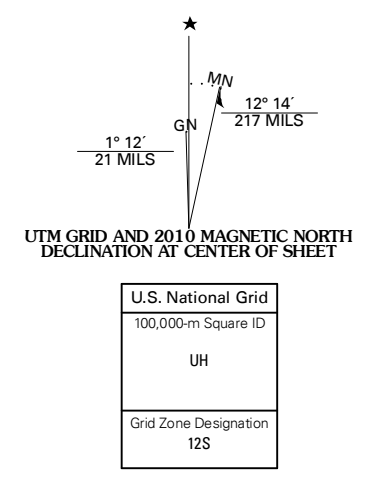 ★
MN
12° 14´
217 MILS
GN
1° 12´
21 MILS
UTM GRID AND 2010 MAGNETIC NORTH
DECLINATION AT CENTER OF SHEET
U.S. National Grid
100,000-m Square ID
UH
Grid Zone Designation
12S